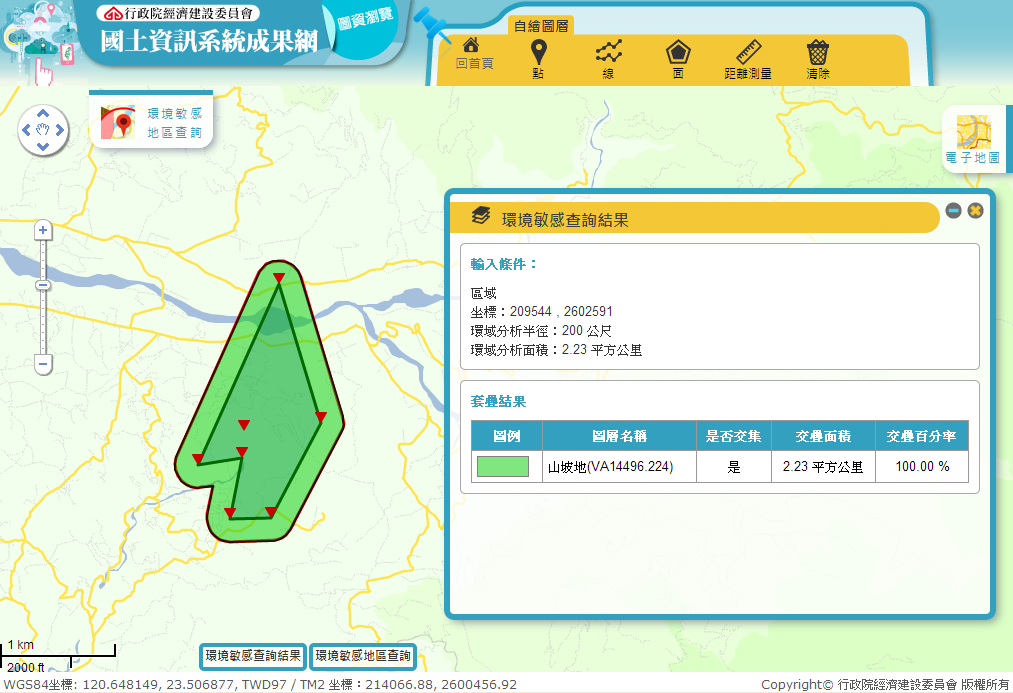 行政院經濟建設委員會
國土資訊系統成果網
圖資瀏覽
自繪圖層
回首頁
點
線
面
距離測量
清除
環境敏感
地區查詢
電子地圖
環境敏感查詢結果
輸入條件：
區域
坐標：209544 , 2602591
環域分析半徑：200 公尺
環域分析面積：2.23 平方公里
套疊結果
圖例 圖層名稱 是否交集 交疊面積 交疊百分率
山坡地(VA14496.224) 是 2.23 平方公里 100.00 %
1 km
2000 ft
環境敏感查詢結果 環境敏感地區查詢
WGS84坐標: 120.648149, 23.506877, TWD97 / TM2 坐標：214066.88, 2600456.92
Copyright© 行政院經濟建設委員會 版權所有